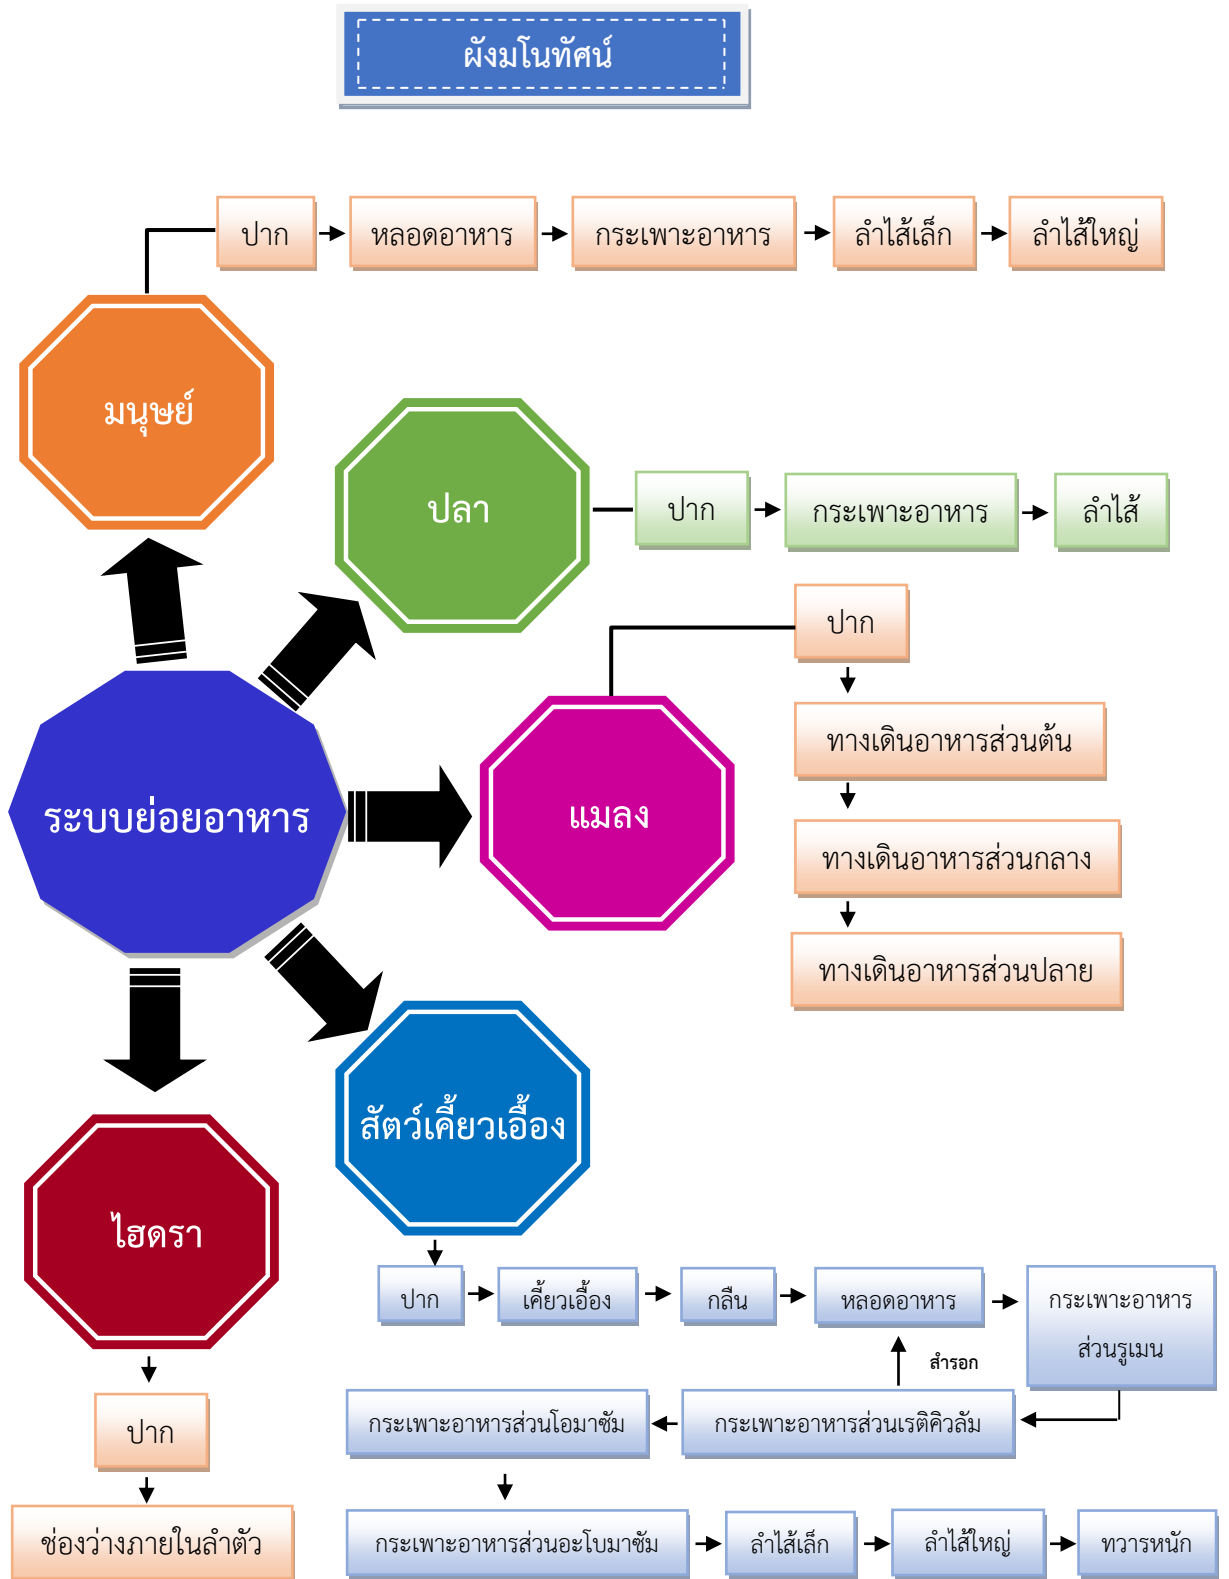 ผังมโนทัศน์
ปาก
หลอดอาหาร
กระเพาะอาหาร
ลำไส้เล็ก
ลำไส้ใหญ่
มนุษย์
ปลา
ปาก
กระเพาะอาหาร
ลำไส้
ปาก
ทางเดินอาหารส่วนต้น
ระบบย่อยอาหาร
แมลง
ทางเดินอาหารส่วนกลาง
ทางเดินอาหารส่วนปลาย
สัตว์เคี้ยวเอื้อง
ไฮดรา
ปาก
เคี้ยวเอื้อง
กลืน
หลอดอาหาร
กระเพาะอาหาร
ส่วนรูเมน
สำรอก
กระเพาะอาหารส่วนโอมาซัม
กระเพาะอาหารส่วนเรติคิวลัม
ปาก
ช่องว่างภายในลำตัว
กระเพาะอาหารส่วนอะโบมาซัม
ลำไส้เล็ก
ลำไส้ใหญ่
ทวารหนัก